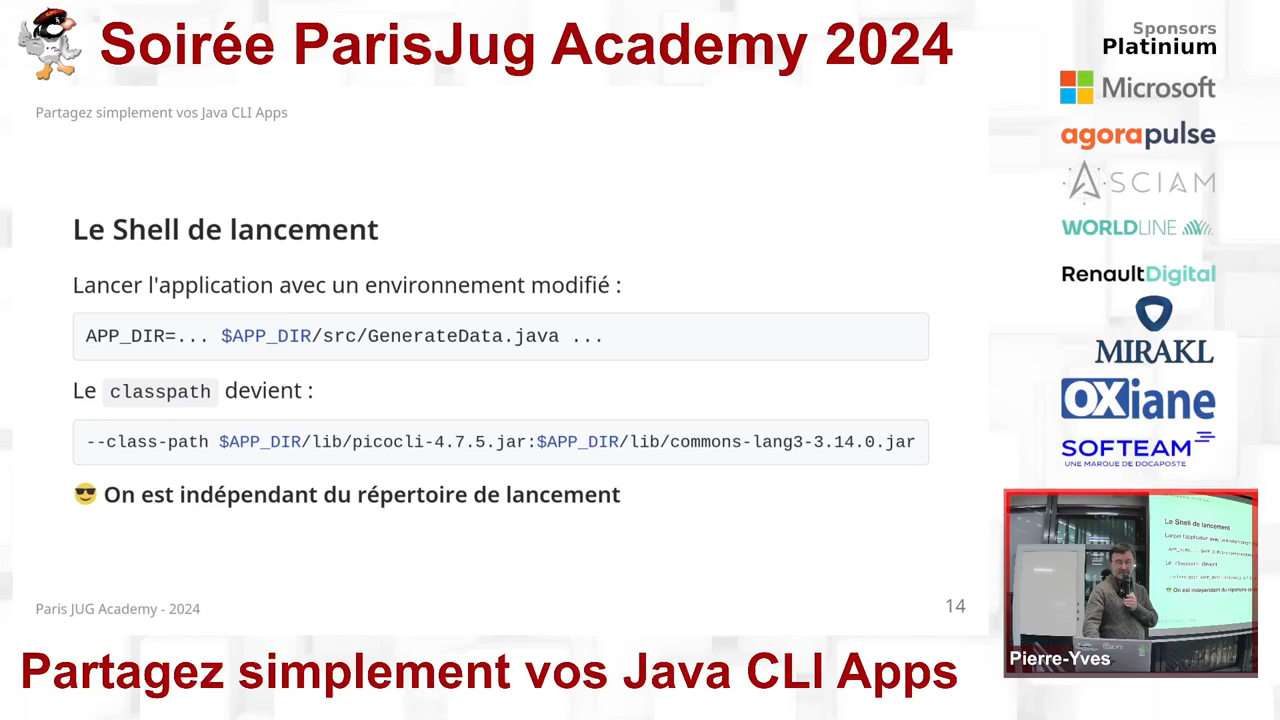 Soirée ParisJug Academy 2024
Sponsors
Platinium
Microsoft
agorapulse
ASCIAM
WORLDLINE
RenaultDigital
MIRAKL
OXiane
SOFTEAM
UNE MARQUE DE DOCAPOSTE
Partagez simplement vos Java CLI Apps
Le Shell de lancement
Lancer l'application avec un environnement modifié :
APP_DIR=... $APP_DIR/src/GenerateData.java ...
Le classpath devient :
--class-path $APP_DIR/lib/picocli-4.7.5.jar:$APP_DIR/lib/commons-lang3-3.14.0.jar
😎 On est indépendant du répertoire de lancement
Paris JUG Academy - 2024
14
Le Shell de lancement
Pierre-Yves
Partagez simplement vos Java CLI Apps